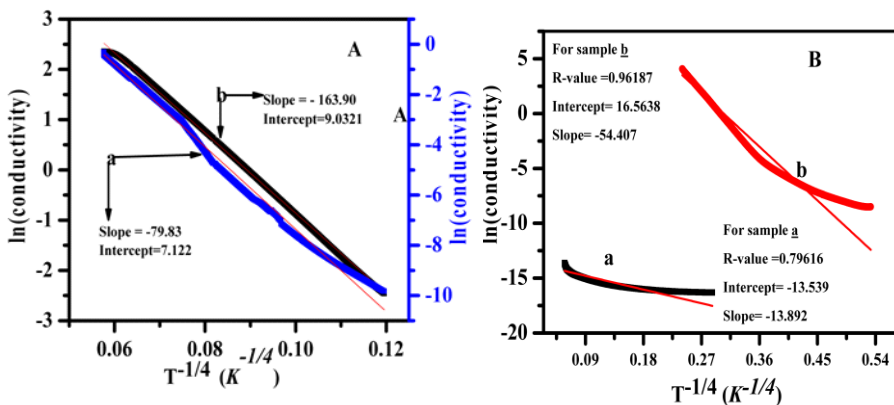 A
b
Slope = - 163.90
Intercept=9.0321
A
a
Slope = -79.83
Intercept=7.122
ln(conductivity)
3
2
1
0
-1
-2
-3
ln(conductivity)
0
-2
-4
-6
-8
-10
0.06 0.08 0.10 0.120
T-1/4 (K-1/4)
B
For sample b
R-value =0.96187
Intercept= 16.5638
Slope= -54.407
b
For sample a
R-value =0.79616
Intercept= -13.539
Slope= -13.892
a
ln(conductivity)
5
0
-5
-10
-15
-20
0.09 0.18 0.27 0.36 0.45 0.54
T-1/4 (K-1/4)